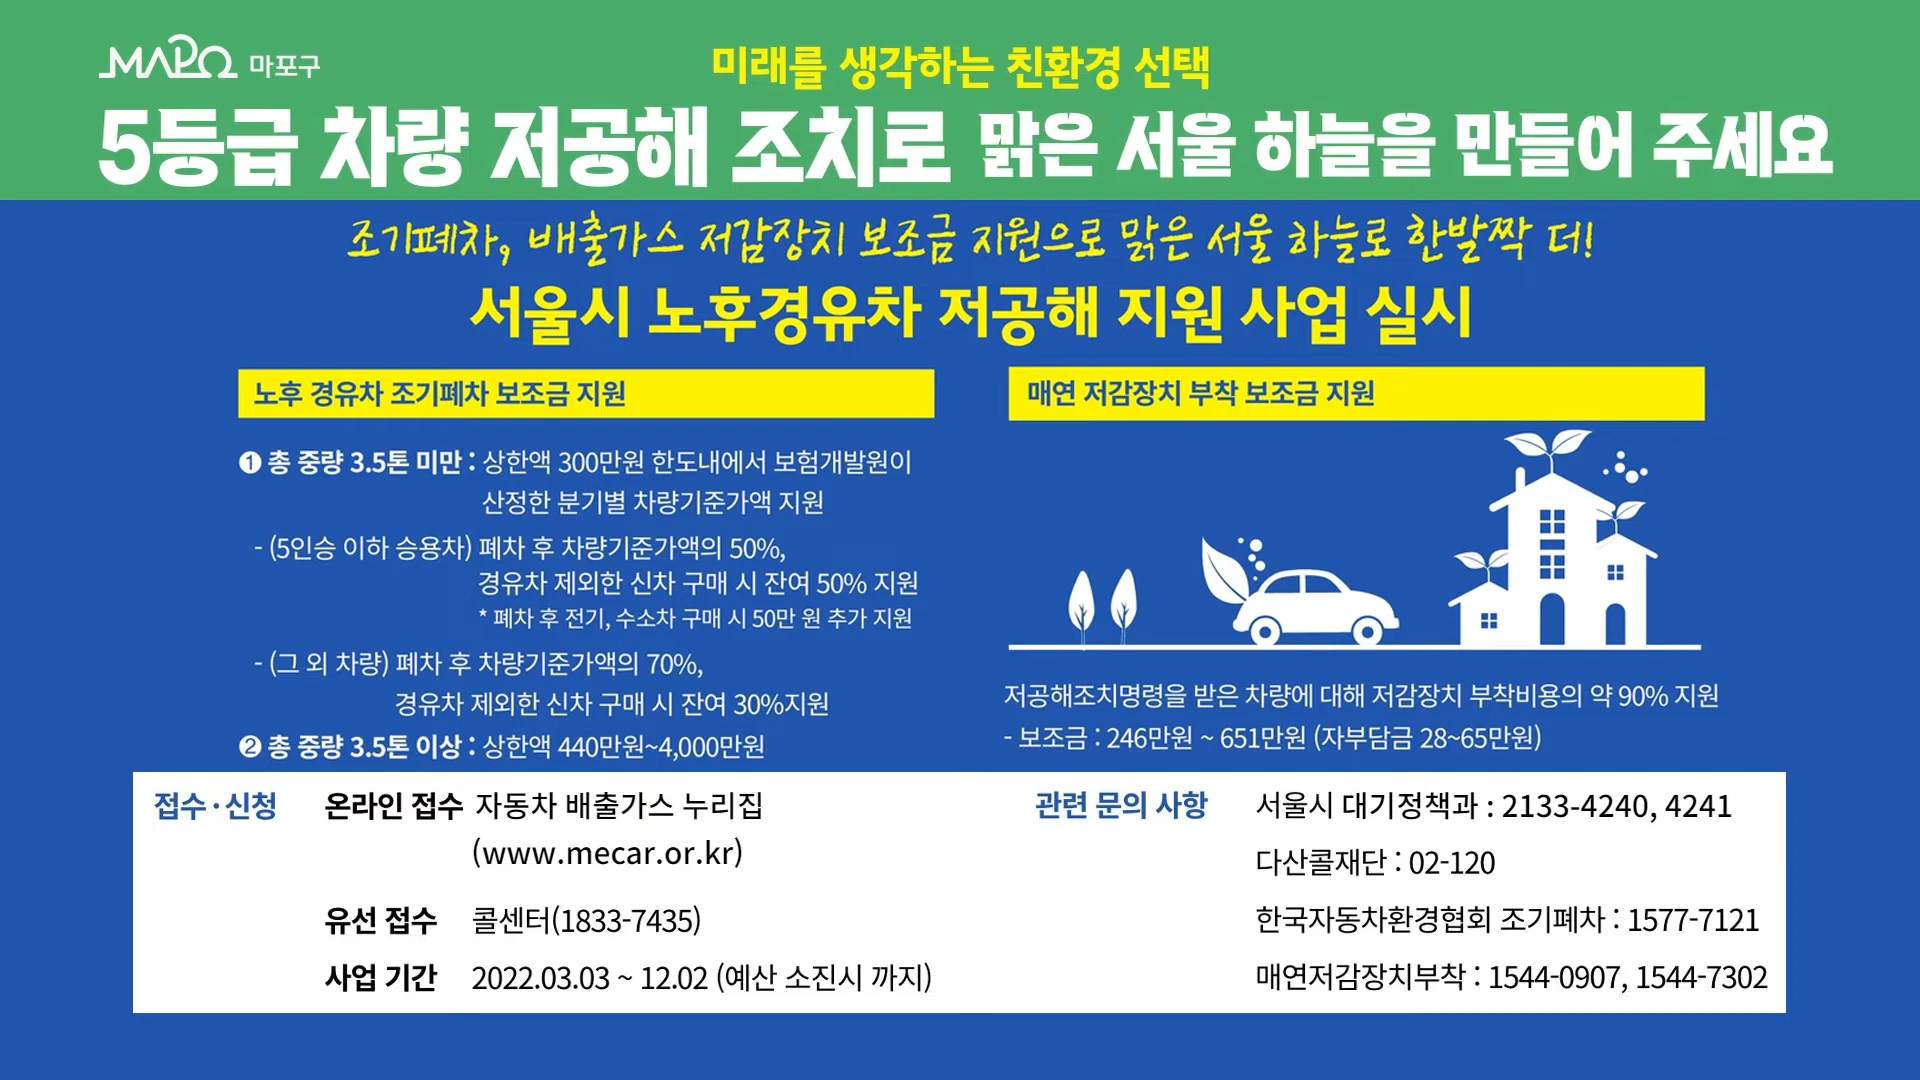 MAPO 마포구
미래를 생각하는 친환경 선택
5등급 차량 저공해 조치로 맑은 서울 하늘을 만들어 주세요
조기폐차, 배출가스 저감장치 보조금 지원으로 맑은 서울 하늘로 한발짝 더!
서울시 노후경유차 저공해 지원 사업 실시
노후 경유차 조기폐차 보조금 지원
❶ 총 중량 3.5톤 미만 : 상한액 300만원 한도내에서 보험개발원이
산정한 분기별 차량기준가액 지원
- (5인승 이하 승용차) 폐차 후 차량기준가액의 50%,
경유차 제외한 신차 구매 시 잔여 50% 지원
* 폐차 후 전기, 수소차 구매 시 50만 원 추가 지원
- (그 외 차량) 폐차 후 차량기준가액의 70%,
경유차 제외한 신차 구매 시 잔여 30%지원
❷ 총 중량 3.5톤 이상 : 상한액 440만원~4,000만원
매연 저감장치 부착 보조금 지원
저공해조치명령을 받은 차량에 대해 저감장치 부착비용의 약 90% 지원
- 보조금 : 246만원 ~ 651만원 (자부담금 28~65만원)
접수·신청 온라인 접수 자동차 배출가스 누리집
(www.mecar.or.kr)
유선 접수 콜센터(1833-7435)
사업 기간 2022.03.03 ~ 12.02 (예산 소진시 까지)
관련 문의 사항 서울시 대기정책과 : 2133-4240, 4241
다산콜재단 : 02-120
한국자동차환경협회 조기폐차 : 1577-7121
매연저감장치부착 : 1544-0907, 1544-7302